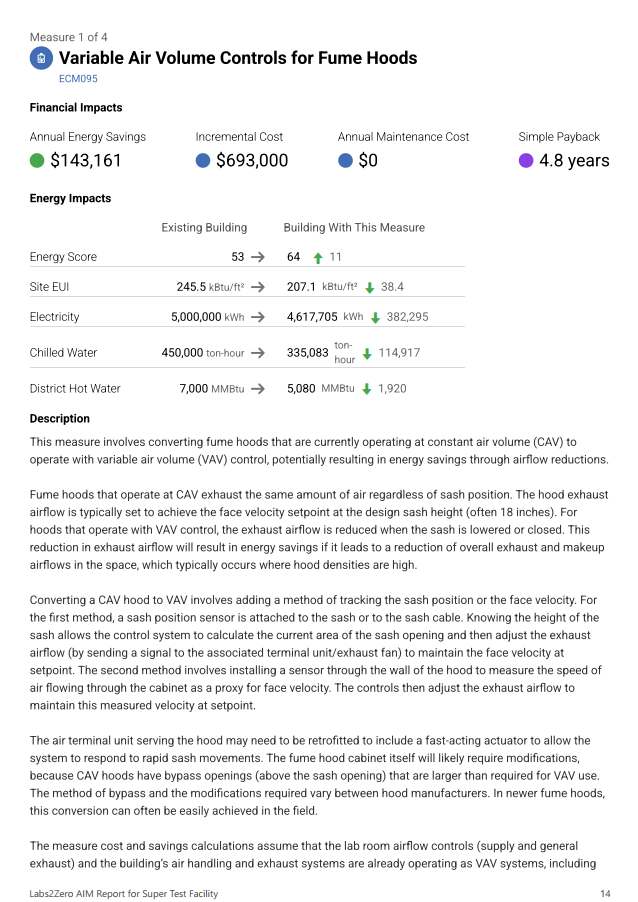 Measure 1 of 4
Variable Air Volume Controls for Fume Hoods
ECM095
Financial Impacts
Annual Energy Savings Incremental Cost Annual Maintenance Cost Simple Payback
$143,161 $693,000 $0 4.8 years
Energy Impacts
Existing Building Building With This Measure
Energy Score 53 → 64 ↑ 11
Site EUI 245.5 kBtu/ft² → 207.1 kBtu/ft² ↓ 38.4
Electricity 5,000,000 kWh → 4,617,705 kWh ↓ 382,295
Chilled Water 450,000 ton-hour → 335,083 ton-hour ↓ 114,917
District Hot Water 7,000 MMBtu → 5,080 MMBtu ↓ 1,920
Description
This measure involves converting fume hoods that are currently operating at constant air volume (CAV) to
operate with variable air volume (VAV) control, potentially resulting in energy savings through airflow reductions.
Fume hoods that operate at CAV exhaust the same amount of air regardless of sash position. The hood exhaust
airflow is typically set to achieve the face velocity setpoint at the design sash height (often 18 inches). For
hoods that operate with VAV control, the exhaust airflow is reduced when the sash is lowered or closed. This
reduction in exhaust airflow will result in energy savings if it leads to a reduction of overall exhaust and makeup
airflows in the space, which typically occurs where hood densities are high.
Converting a CAV hood to VAV involves adding a method of tracking the sash position or the face velocity. For
the first method, a sash position sensor is attached to the sash or to the sash cable. Knowing the height of the
sash allows the control system to calculate the current area of the sash opening and then adjust the exhaust
airflow (by sending a signal to the associated terminal unit/exhaust fan) to maintain the face velocity at
setpoint. The second method involves installing a sensor through the wall of the hood to measure the speed of
air flowing through the cabinet as a proxy for face velocity. The controls then adjust the exhaust airflow to
maintain this measured velocity at setpoint.
The air terminal unit serving the hood may need to be retrofitted to include a fast-acting actuator to allow the
system to respond to rapid sash movements. The fume hood cabinet itself will likely require modifications,
because CAV hoods have bypass openings (above the sash opening) that are larger than required for VAV use.
The method of bypass and the modifications required vary between hood manufacturers. In newer fume hoods,
this conversion can often be easily achieved in the field.
The measure cost and savings calculations assume that the lab room airflow controls (supply and general
exhaust) and the building's air handling and exhaust systems are already operating as VAV systems, including
Labs2Zero AIM Report for Super Test Facility 14